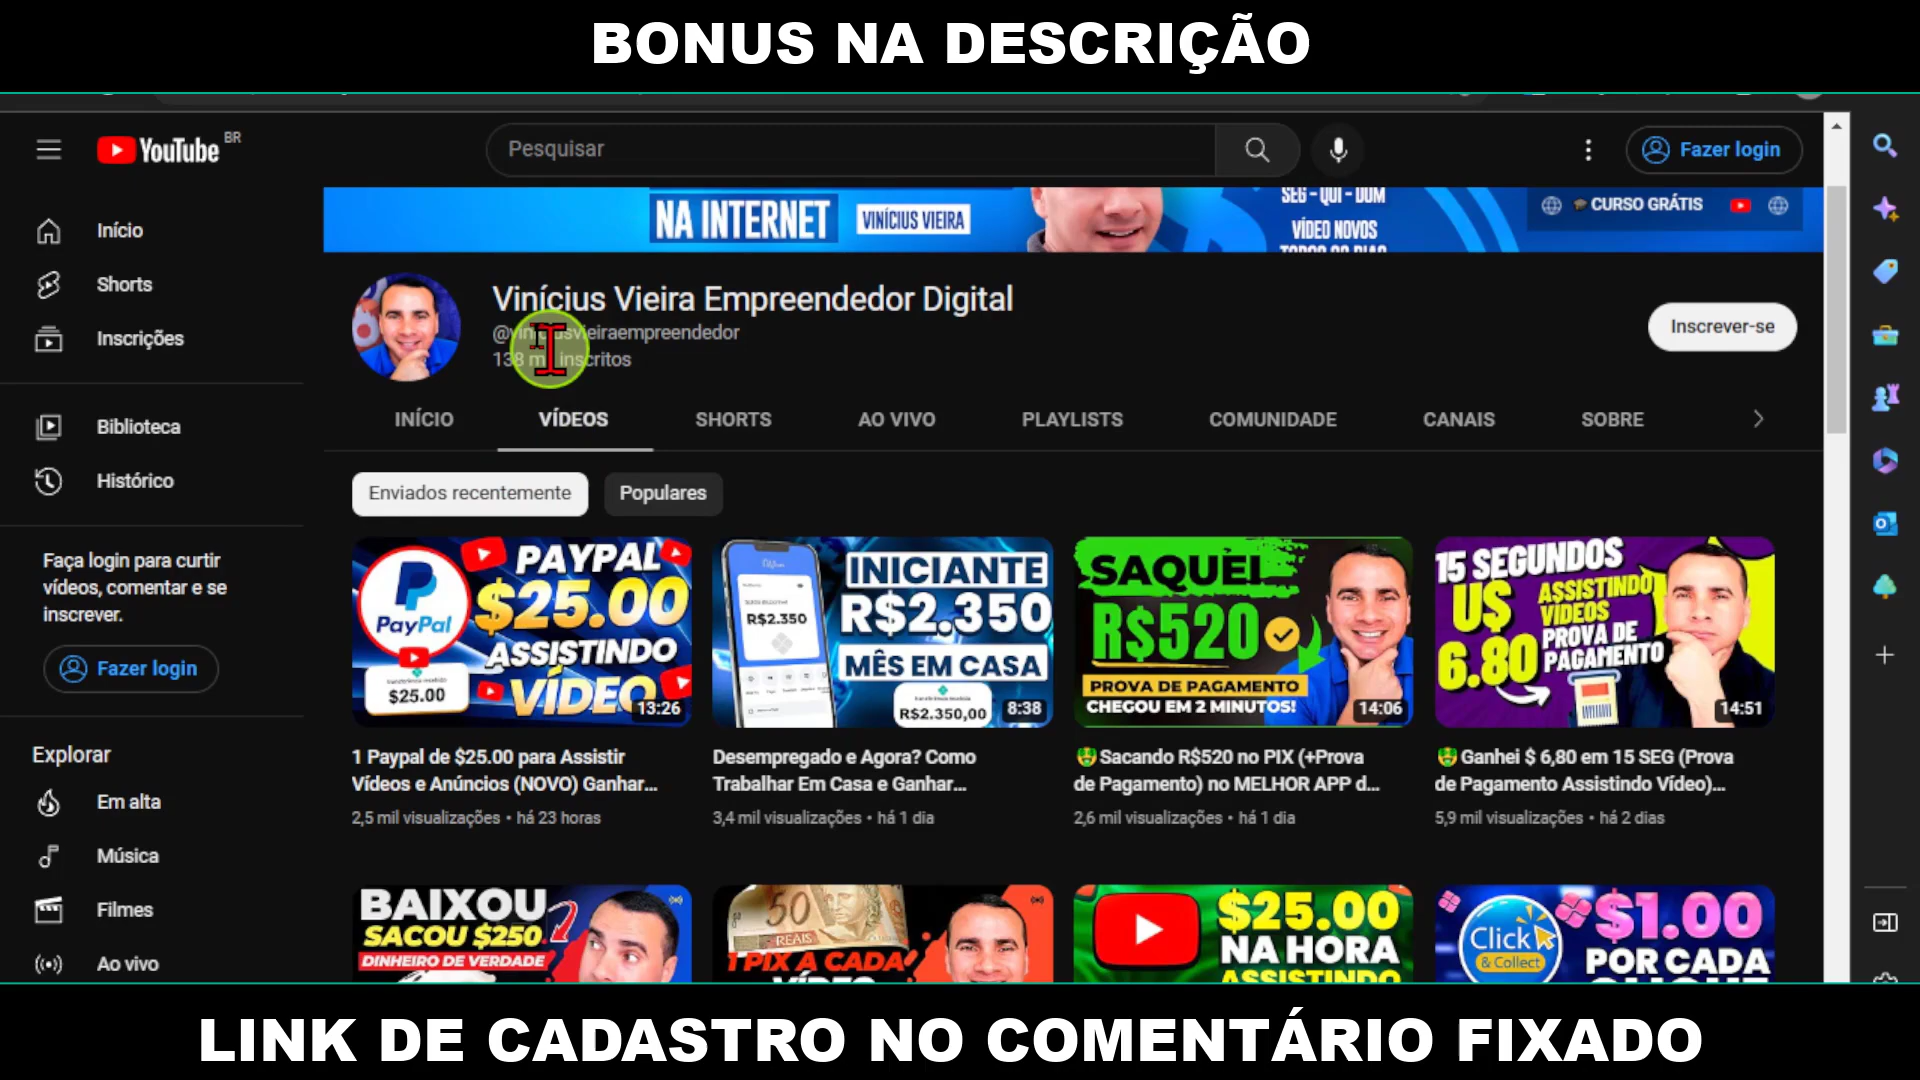 BONUS NA DESCRIÇÃO
YouTube BR
Pesquisar
Fazer login
Início
Shorts
Inscrições
Biblioteca
Histórico
Faça login para curtir
vídeos, comentar e se
inscrever.
Fazer login
Explorar
Em alta
Música
Filmes
Ao vivo
NA INTERNET
VINÍCIUS VIEIRA
SEG - QUI - DOM
VÍDEO NOVOS
TODOS OS DIAS
CURSO GRÁTIS
Vinícius Vieira Empreendedor Digital
@viniciusvieiraempreendedor
138 mil inscritos
Inscrever-se
INÍCIO
VÍDEOS
SHORTS
AO VIVO
PLAYLISTS
COMUNIDADE
CANAIS
SOBRE
Enviados recentemente
Populares
PayPal
PAYPAL
$25.00
ASSISTINDO
VÍDEO
$25.00
13:26
1 Paypal de $25.00 para Assistir
Vídeos e Anúncios (NOVO) Ganhar...
2,5 mil visualizações • há 23 horas
R$2.350
INICIANTE
R$2.350
MÊS EM CASA
R$2.350,00
8:38
Desempregado e Agora? Como
Trabalhar Em Casa e Ganhar...
3,4 mil visualizações • há 1 dia
SAQUEI
R$520
PROVA DE PAGAMENTO
CHEGOU EM 2 MINUTOS!
14:06
Sacando R$520 no PIX (+Prova
de Pagamento) no MELHOR APP d...
2,6 mil visualizações • há 1 dia
15 SEGUNDOS
U$
6.80
ASSISTINDO
VÍDEOS
PROVA DE
PAGAMENTO
14:51
Ganhei $ 6,80 em 15 SEG (Prova
de Pagamento Assistindo Vídeo)...
5,9 mil visualizações • há 2 dias
BAIXOU
SACOU $250
DINHEIRO DE VERDADE
50
REAIS
1 PIX A CADA
VÍDEO
$25.00
NA HORA
ASSISTINDO
Click
& Collect
$1.00
POR CADA
CLIQUE
LINK DE CADASTRO NO COMENTÁRIO FIXADO